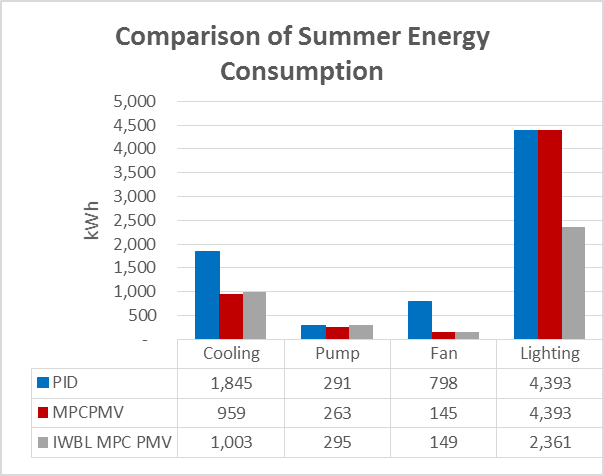 Comparison of Summer Energy
Consumption
kWh
5,000
4,500
4,000
3,500
3,000
2,500
2,000
1,500
1,000
500
-
Cooling Pump Fan Lighting
PID 1,845 291 798 4,393
MPCPMV 959 263 145 4,393
IWBL MPC PMV 1,003 295 149 2,361